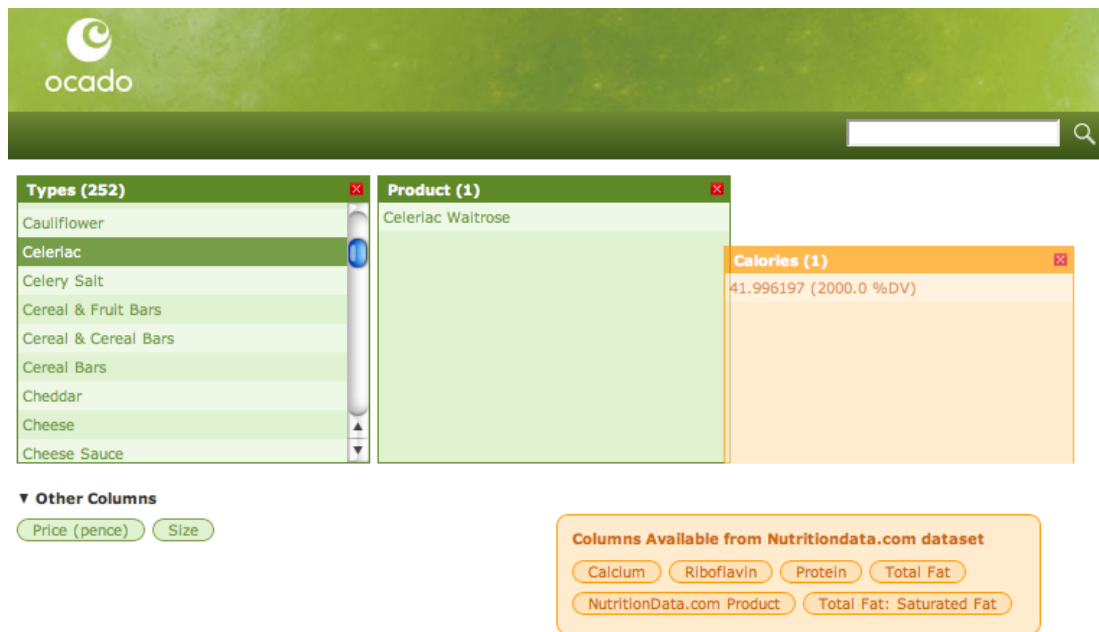 ocado
Types (252)
Cauliflower
Celeriac
Celery Salt
Cereal & Fruit Bars
Cereal & Cereal Bars
Cereal Bars
Cheddar
Cheese
Cheese Sauce
Product (1)
Celeriac Waitrose
Calories (1)
41.996197 (2000.0 %DV)
▼ Other Columns
Price (pence) Size
Columns Available from Nutritiondata.com dataset
Calcium Riboflavin Protein Total Fat
NutritionData.com Product Total Fat: Saturated Fat